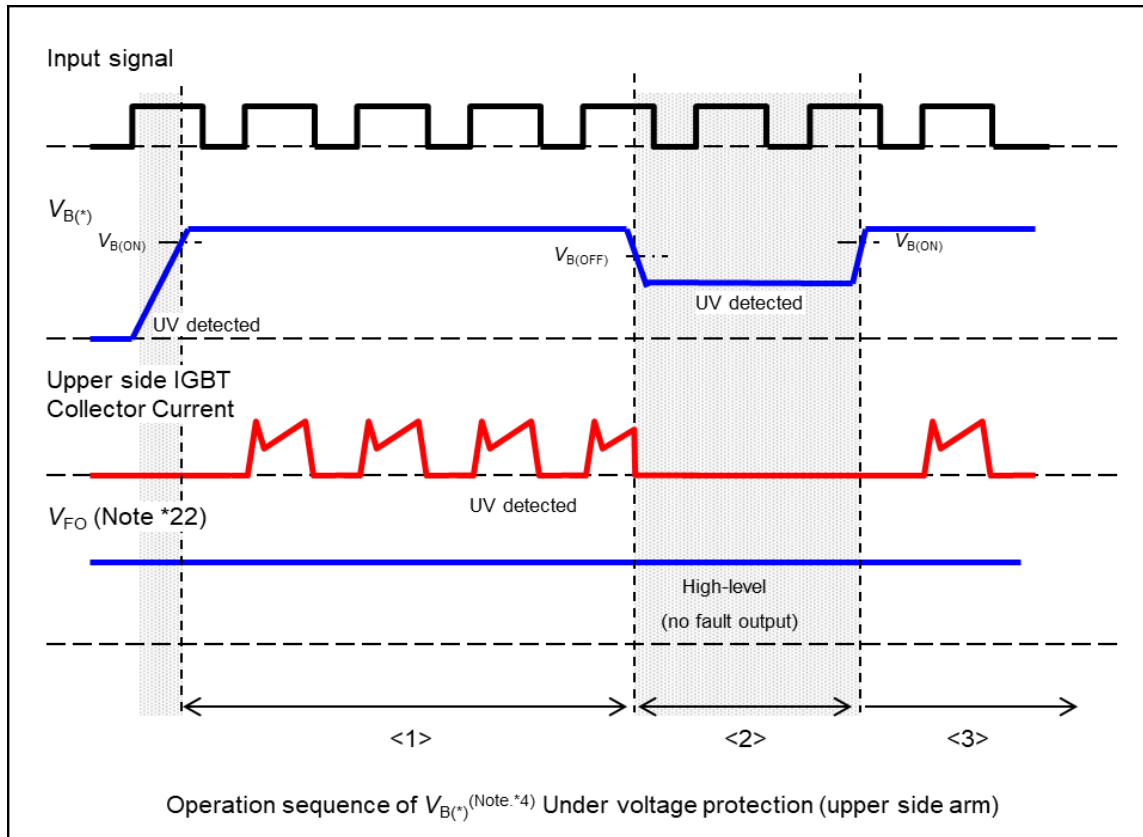 Input signal
VB(*)
VB(ON)
VB(OFF)
VB(ON)
UV detected
UV detected
Upper side IGBT
Collector Current
UV detected
VFO (Note *22)
High-level
(no fault output)
<1>
<2>
<3>
Operation sequence of VB(*)(Note.*4) Under voltage protection (upper side arm)